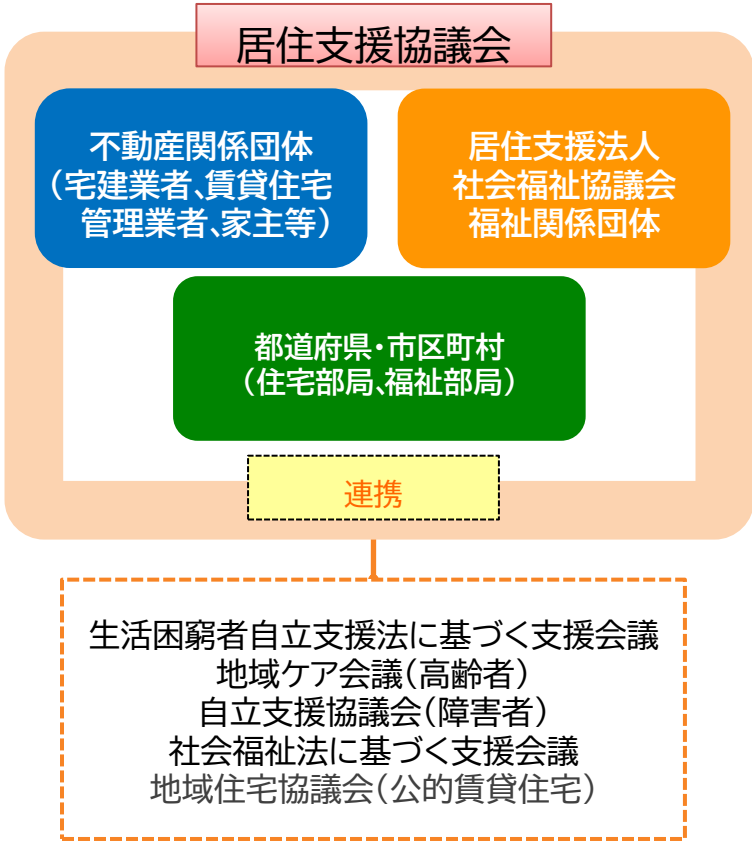 居住支援協議会
不動産関係団体
（宅建業者、賃貸住宅
管理業者、家主等）
居住支援法人
社会福祉協議会
福祉関係団体
都道府県・市区町村
（住宅部局、福祉部局）
連携
生活困窮者自立支援法に基づく支援会議
地域ケア会議（高齢者）
自立支援協議会（障害者）
社会福祉法に基づく支援会議
地域住宅協議会（公的賃貸住宅）